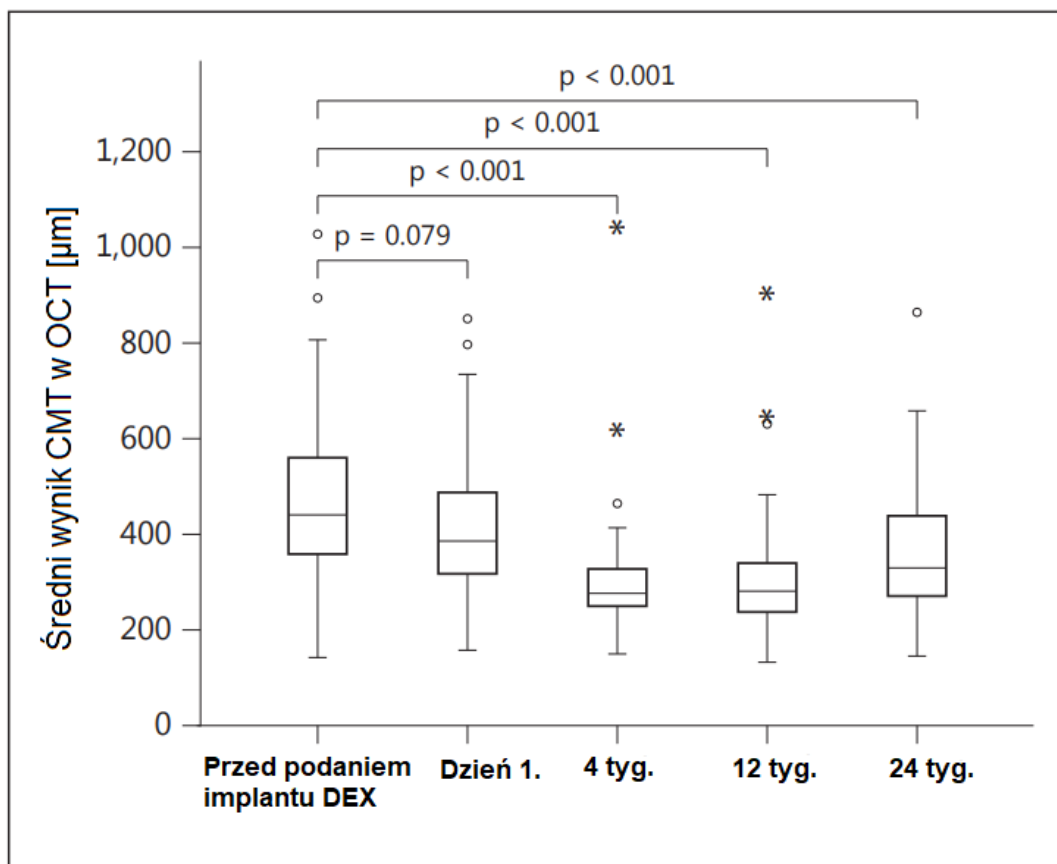 p < 0.001
p < 0.001
p < 0.001
p = 0.079
Średni wynik CMT w OCT [µm]
1,200
1,000
800
600
400
200
0
Przed podaniem
implantu DEX
Dzień 1.
4 tyg.
12 tyg.
24 tyg.